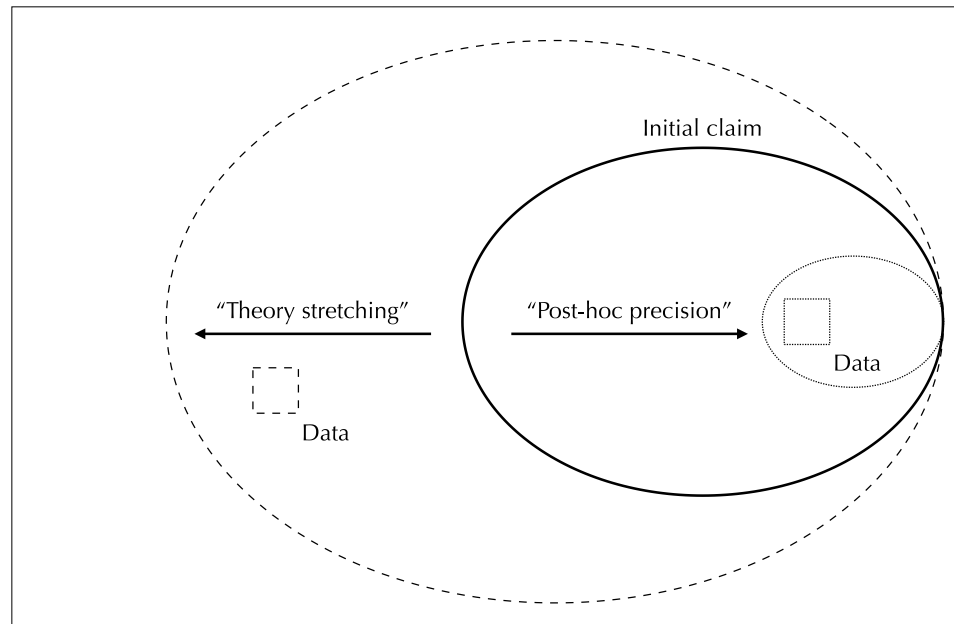 Initial claim
“Theory stretching”
“Post-hoc precision”
Data
Data